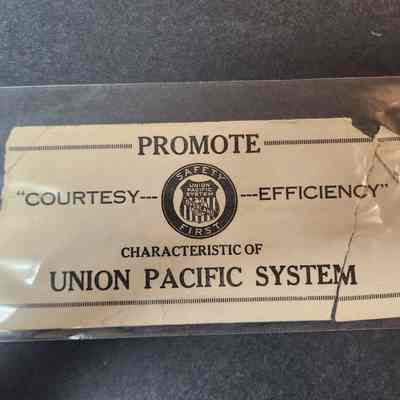 PROMOTE
"COURTESY---
SAFETY
UNION
PACIFIC
SYSTEM
FIRST
---EFFICIENCY"
CHARACTERISTIC OF
UNION PACIFIC SYSTEM